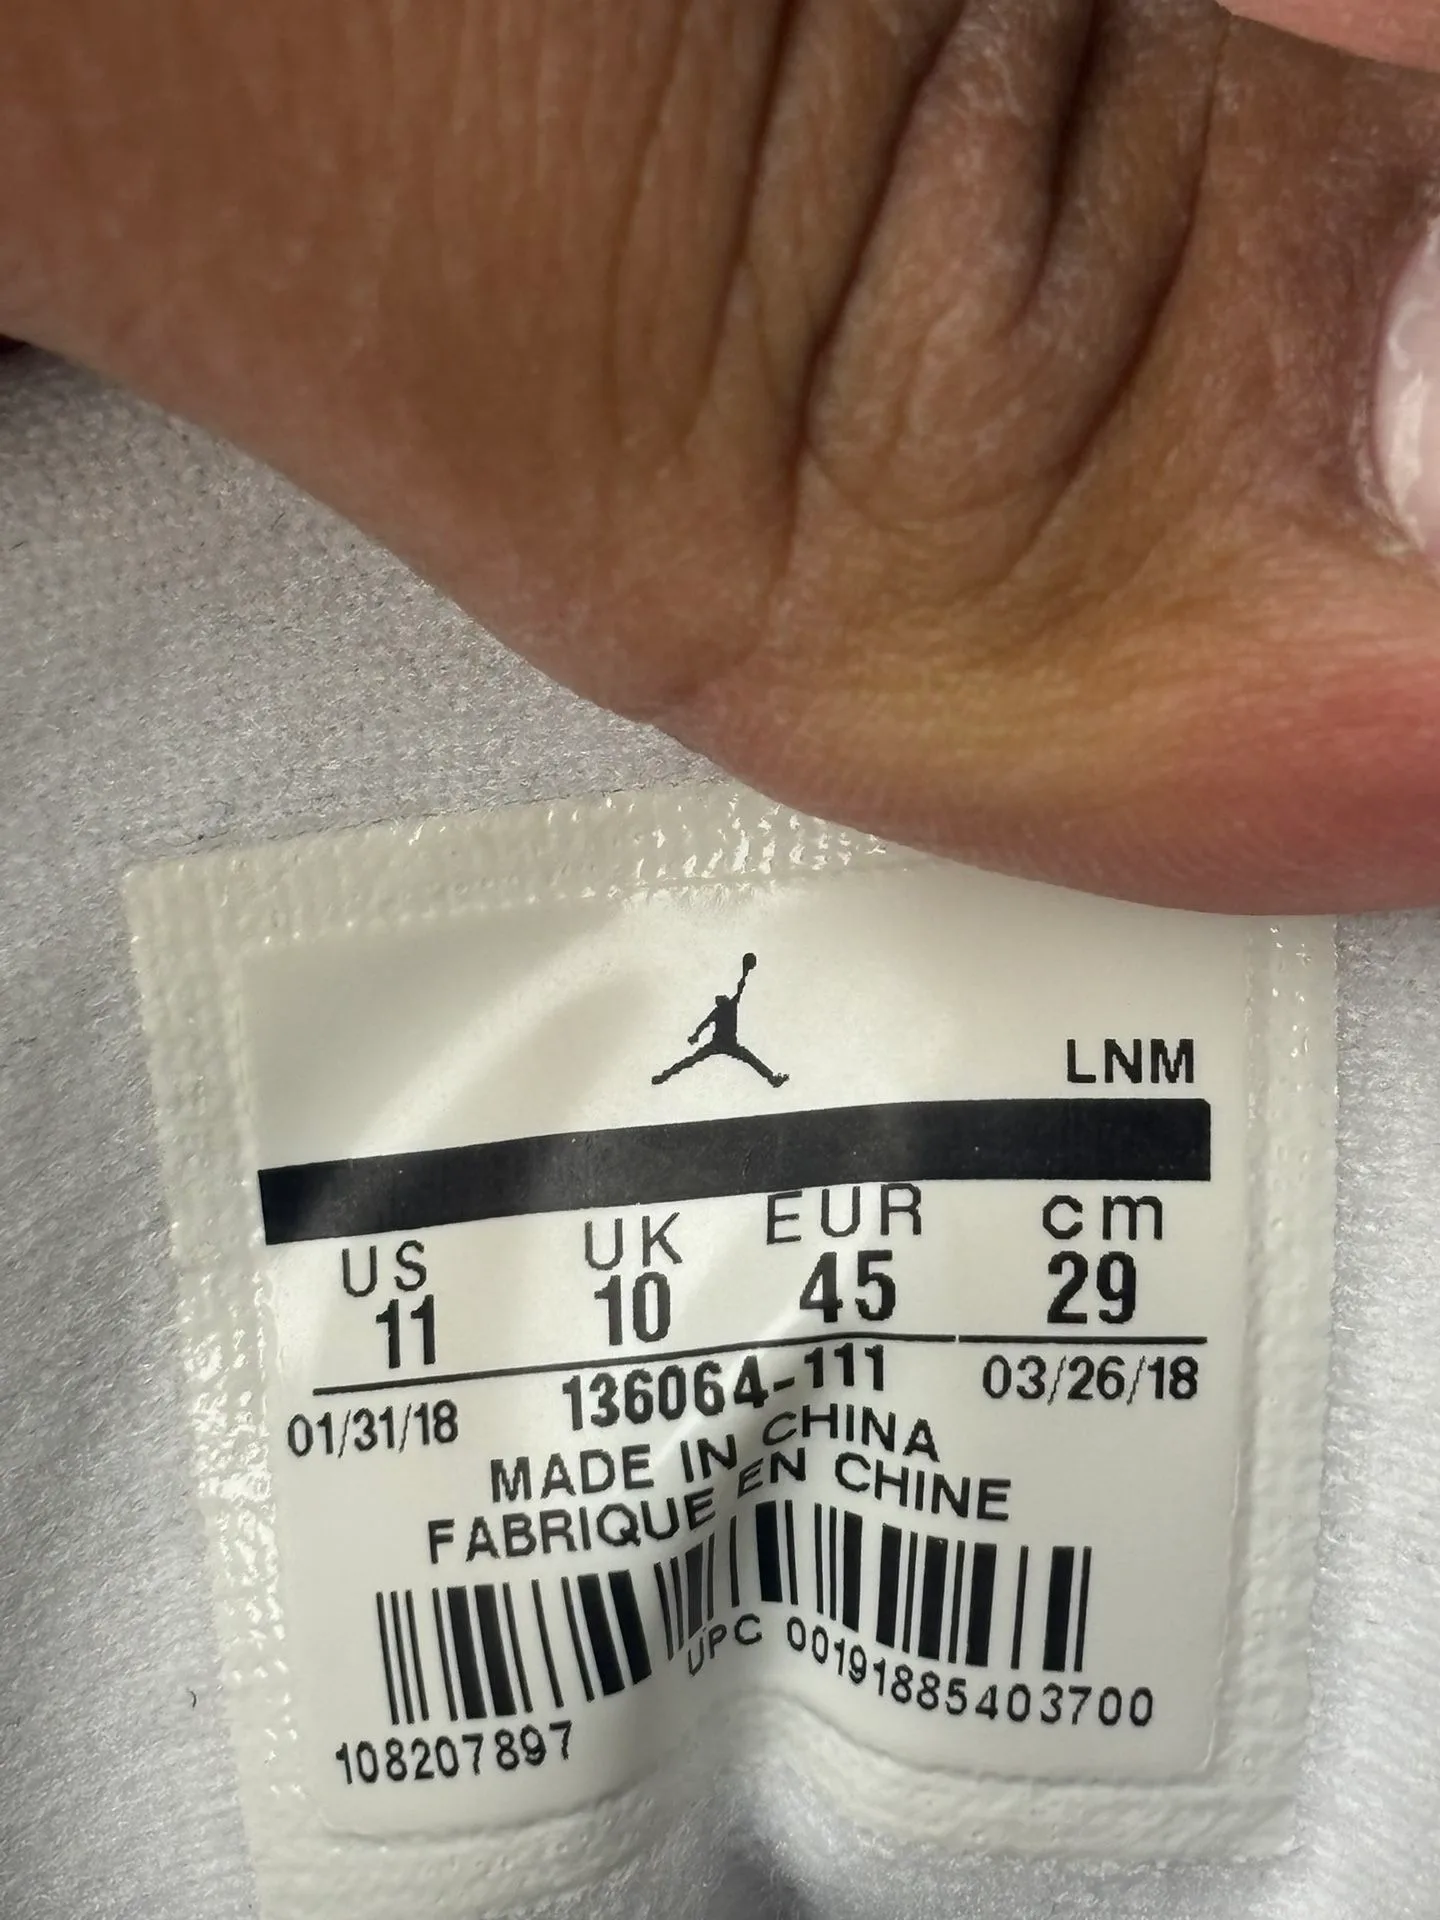 LNM
US UK EUR cm
11 10 45 29
01/31/18 136064-111 03/26/18
MADE IN CHINA
FABRIQUE EN CHINE
UPC 00191885403700
108207897